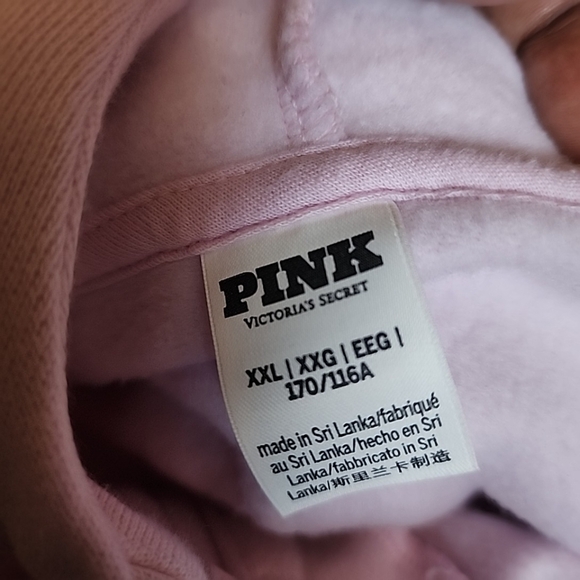 PINK
VICTORIA'S SECRET
XXL | XXG | EEG |
170/116A
made in Sri Lanka/fabriqué
au Sri Lanka/hecho en Sri
Lanka/fabbricato in Sri
Lanka/斯里兰卡制造